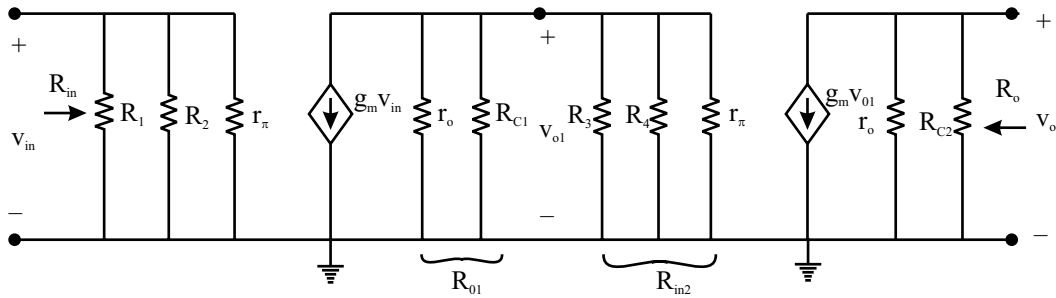 + + +
R_in R_1 R_2 r_π g_m v_in r_o R_C1 v_o1 R_3 R_4 r_π g_m v_01 r_o R_C2 R_o
v_in v_o
− − −
R_01 R_in2